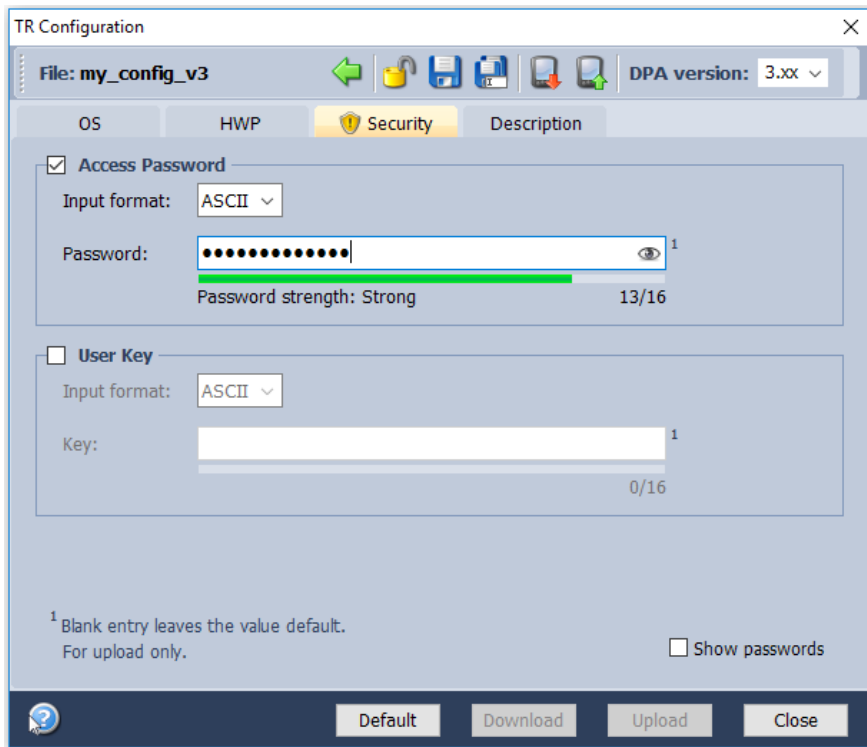 TR Configuration
File: my_config_v3 DPA version: 3.xx
OS HWP Security Description
Access Password
Input format: ASCII
Password: ●●●●●●●●●●●●● 1
Password strength: Strong 13/16
User Key
Input format: ASCII
Key: 1
0/16
1 Blank entry leaves the value default.
For upload only.
Show passwords
Default Download Upload Close